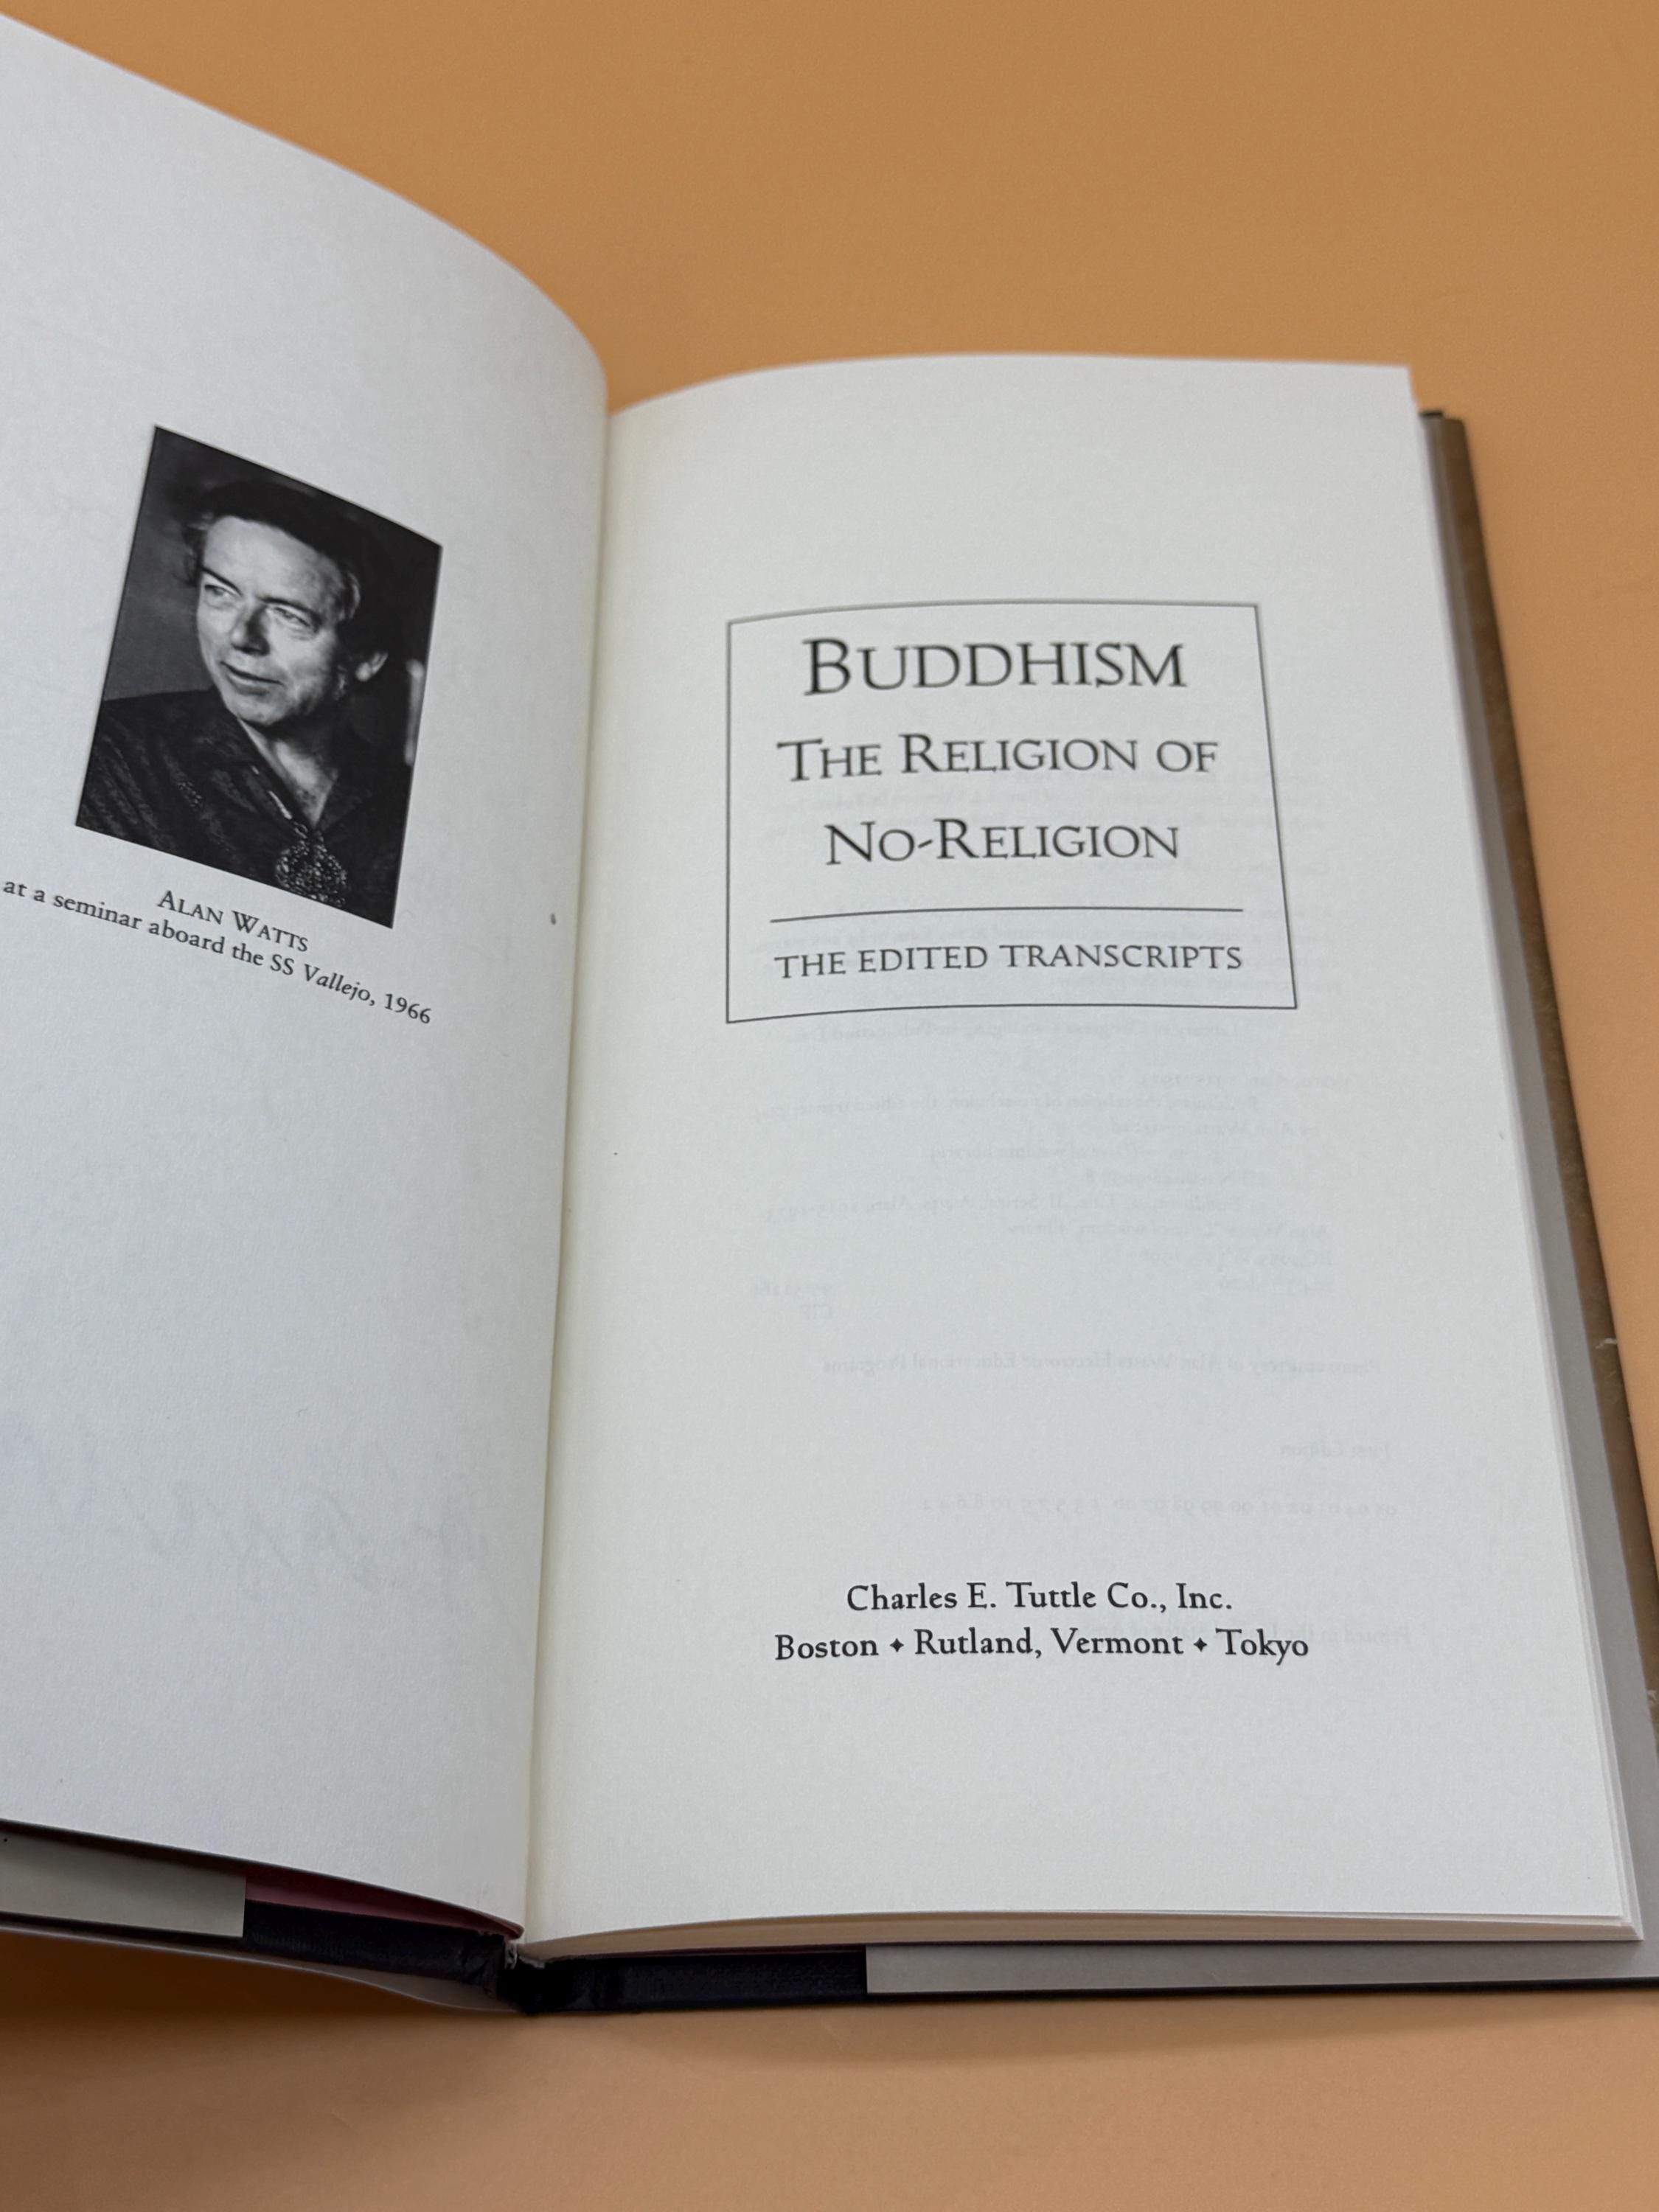 ALAN WATTS
at a seminar aboard the SS Vallejo, 1966
BUDDHISM
THE RELIGION OF
NO-RELIGION
THE EDITED TRANSCRIPTS
Charles E. Tuttle Co., Inc.
Boston ✦ Rutland, Vermont ✦ Tokyo